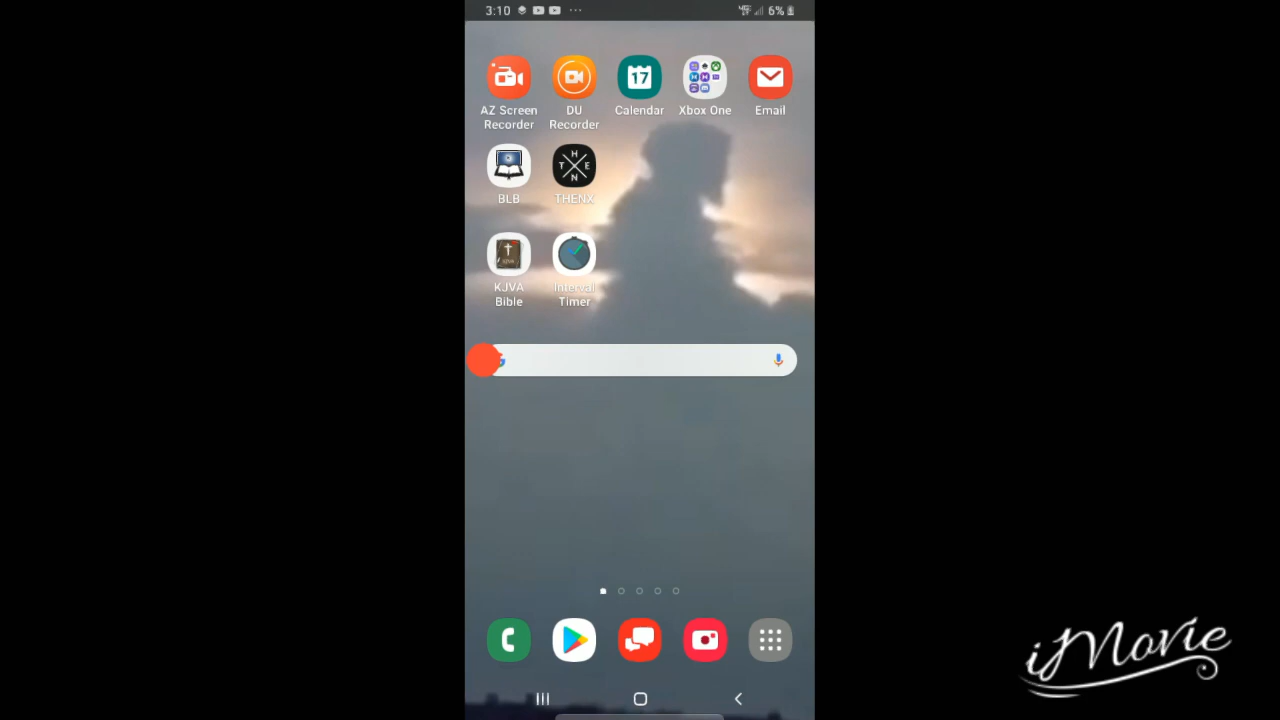 3:10
6%
17
AZ Screen Recorder
DU Recorder
Calendar
Xbox One
Email
H
T E
N
BLB
THENX
KJVA
KJVA Bible
Interval Timer
iMovie